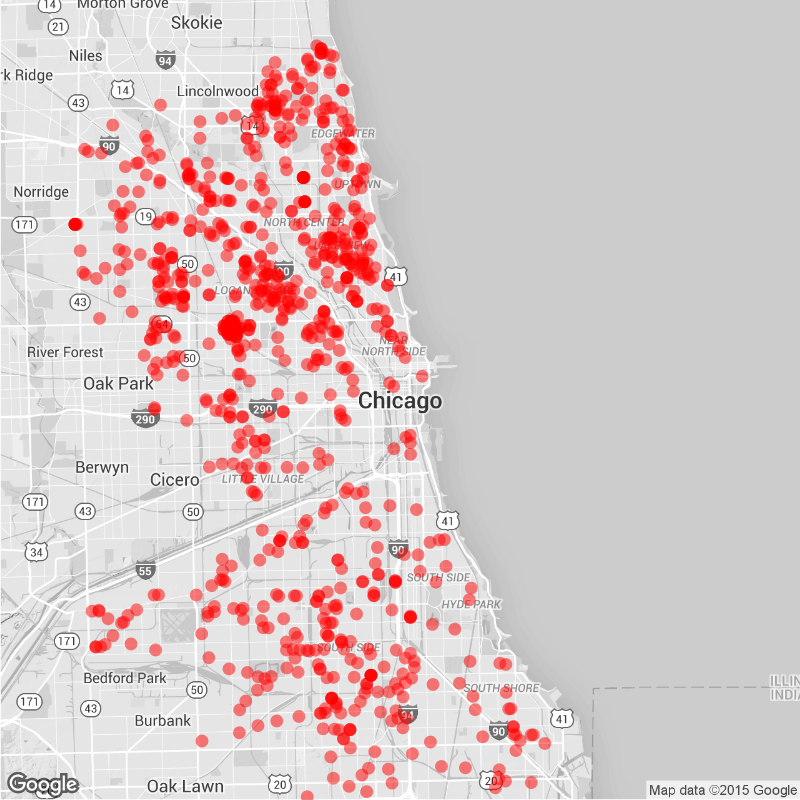 14
Morton Grove
21
Skokie
Niles
94
rk Ridge
14
Lincolnwood
43
14
EDGEWATER
90
Norridge
UPTOWN
171
19
NORTH CENTER
50
90
41
43
64
NEAR
NORTH SIDE
River Forest
50
Oak Park
290
290
Chicago
Berwyn
Cicero
LITTLE VILLAGE
171
43
50
41
34
90
55
SOUTH SIDE
HYDE PARK
171
SOUTH SIDE
Bedford Park
50
SOUTH SHORE
ILLIN
INDIA
171
43
Burbank
94
41
90
Google
Oak Lawn
20
20
Map data ©2015 Google